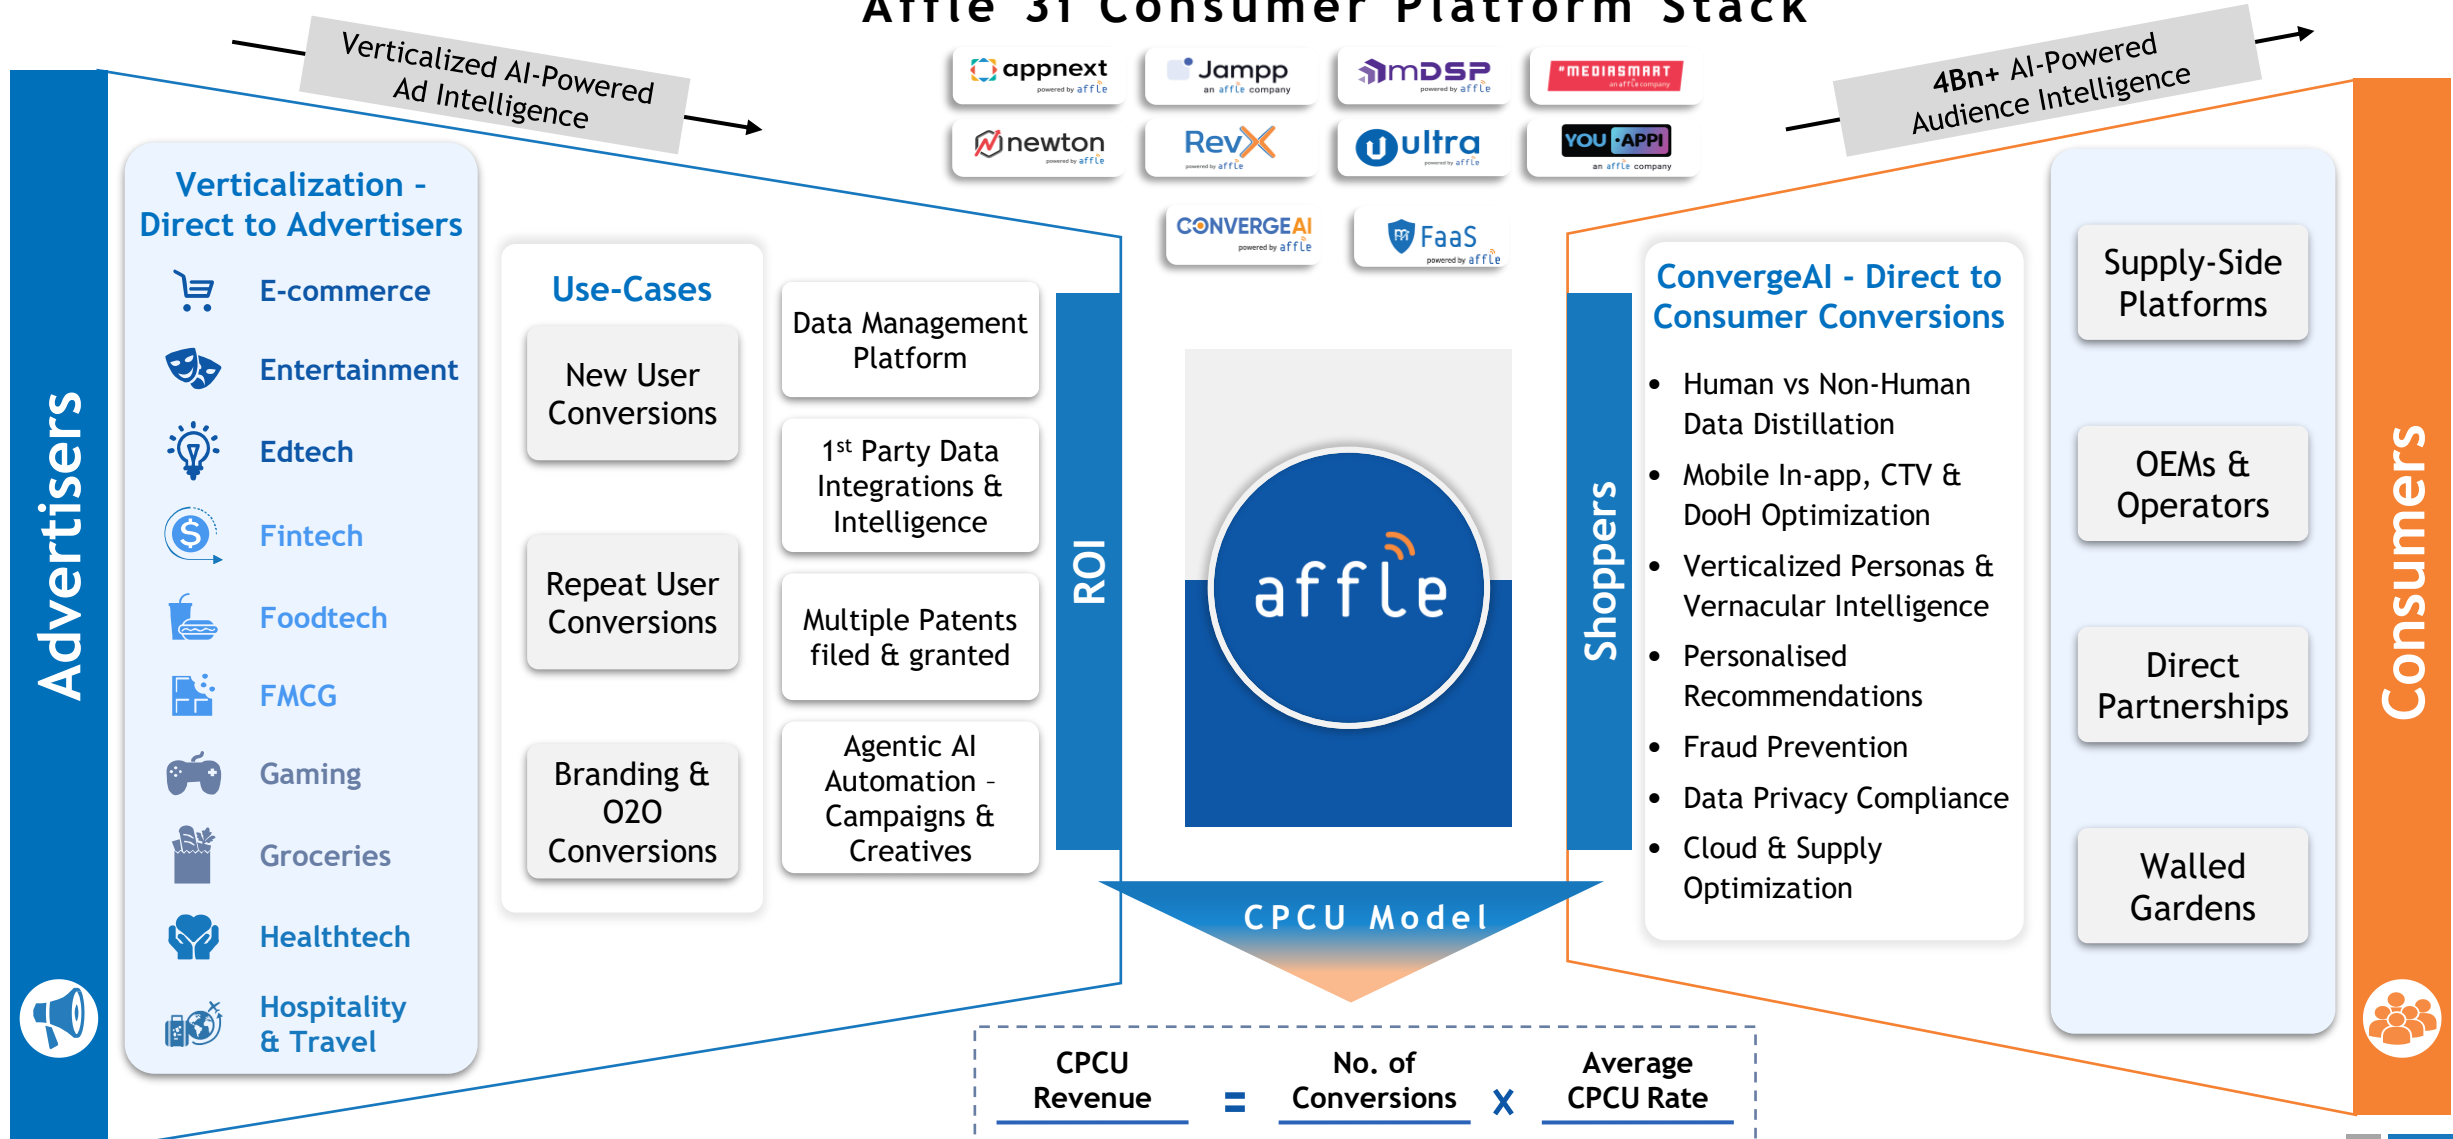 Affle 3i Consumer Platform Stack
Verticalized AI-Powered
Ad Intelligence
4Bn+ AI-Powered
Audience Intelligence
appnext
powered by affle
Jampp
an affle company
mDSP
powered by affle
MEDIASMART
an affle company
newton
powered by affle
RevX
powered by affle
ultra
powered by affle
YOU·APPI
an affle company
CONVERGEAI
powered by affle
FaaS
powered by affle
Advertisers
Verticalization –
Direct to Advertisers
E-commerce
Entertainment
Edtech
Fintech
Foodtech
FMCG
Gaming
Groceries
Healthtech
Hospitality
& Travel
Use-Cases
New User
Conversions
Repeat User
Conversions
Branding &
O2O
Conversions
Data Management
Platform
1st Party Data
Integrations &
Intelligence
Multiple Patents
filed & granted
Agentic AI
Automation –
Campaigns &
Creatives
ROI
affle
Shoppers
ConvergeAI - Direct to
Consumer Conversions
• Human vs Non-Human
Data Distillation
• Mobile In-app, CTV &
DooH Optimization
• Verticalized Personas &
Vernacular Intelligence
• Personalised
Recommendations
• Fraud Prevention
• Data Privacy Compliance
• Cloud & Supply
Optimization
Supply-Side
Platforms
OEMs &
Operators
Direct
Partnerships
Walled
Gardens
Consumers
CPCU Model
CPCU
Revenue
=
No. of
Conversions
x
Average
CPCU Rate